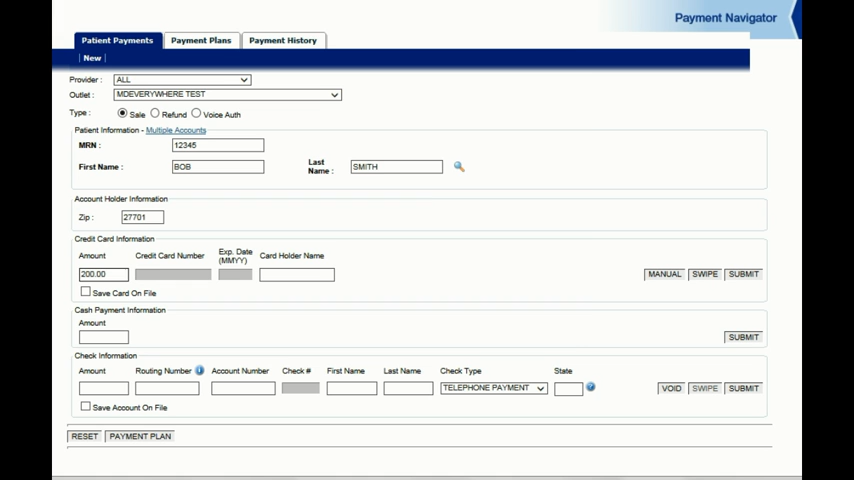 Payment Navigator
Patient Payments Payment Plans Payment History
New
Provider : ALL
Outlet : MDEVERYWHERE TEST
Type : Sale Refund Voice Auth
Patient Information - Multiple Accounts
MRN : 12345
First Name : BOB Last Name : SMITH
Account Holder Information
Zip : 27701
Credit Card Information
Amount Credit Card Number Exp. Date (MMYY) Card Holder Name
200.00 MANUAL SWIPE SUBMIT
Save Card On File
Cash Payment Information
Amount
SUBMIT
Check Information
Amount Routing Number Account Number Check # First Name Last Name Check Type State
TELEPHONE PAYMENT VOID SWIPE SUBMIT
Save Account On File
RESET PAYMENT PLAN